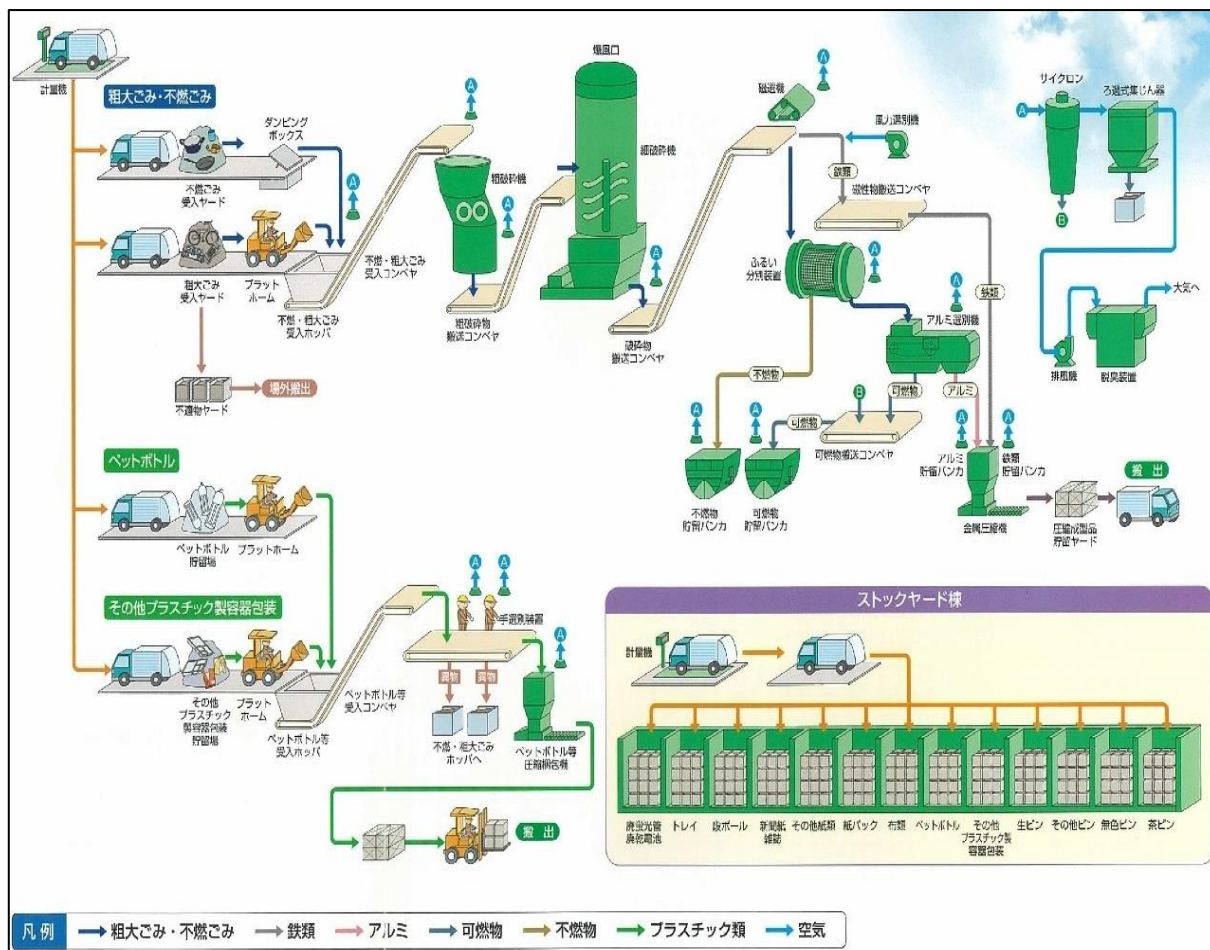 計量機
粗大ごみ・不燃ごみ
ダンピング
ボックス
不燃ごみ
受入ヤード
粗大ごみ
受入ヤード
プラット
ホーム
不燃・粗大ごみ
受入ホッパ
不燃・粗大ごみ
受入コンベヤ
不適物ヤード
場外搬出
A
A
粗破砕機
A
粗破砕物
搬送コンベヤ
爆風口
細破砕機
A
破砕物
搬送コンベヤ
磁選機
A
風力選別機
鉄類
磁性物搬送コンベヤ
ふるい
分別装置
A
A
アルミ選別機
鉄類
不燃物
可燃物
アルミ
B
可燃物
可燃物搬送コンベヤ
A
A
不燃物
貯留バンカ
可燃物
貯留バンカ
A
A
アルミ
貯留バンカ
鉄類
貯留バンカ
金属圧縮機
圧縮成型品
貯留ヤード
搬出
サイクロン
ろ過式集じん器
A
B
大気へ
排風機
脱臭装置
ペットボトル
ペットボトル
貯留場
プラットホーム
その他プラスチック製容器包装
その他
プラスチック
製容器包装
貯留場
プラット
ホーム
ペットボトル等
受入ホッパ
ペットボトル等
受入コンベヤ
A
A
手選別装置
異物
異物
不燃・粗大ごみ
ホッパへ
A
ペットボトル等
圧縮梱包機
搬出
ストックヤード棟
計量機
廃蛍光管
廃乾電池
トレイ
段ボール
新聞紙
雑誌
その他紙類
紙パック
布類
ペットボトル
その他
プラスチック製
容器包装
生ビン
その他ビン
無色ビン
茶ビン
凡例
粗大ごみ・不燃ごみ
鉄類
アルミ
可燃物
不燃物
プラスチック類
空気